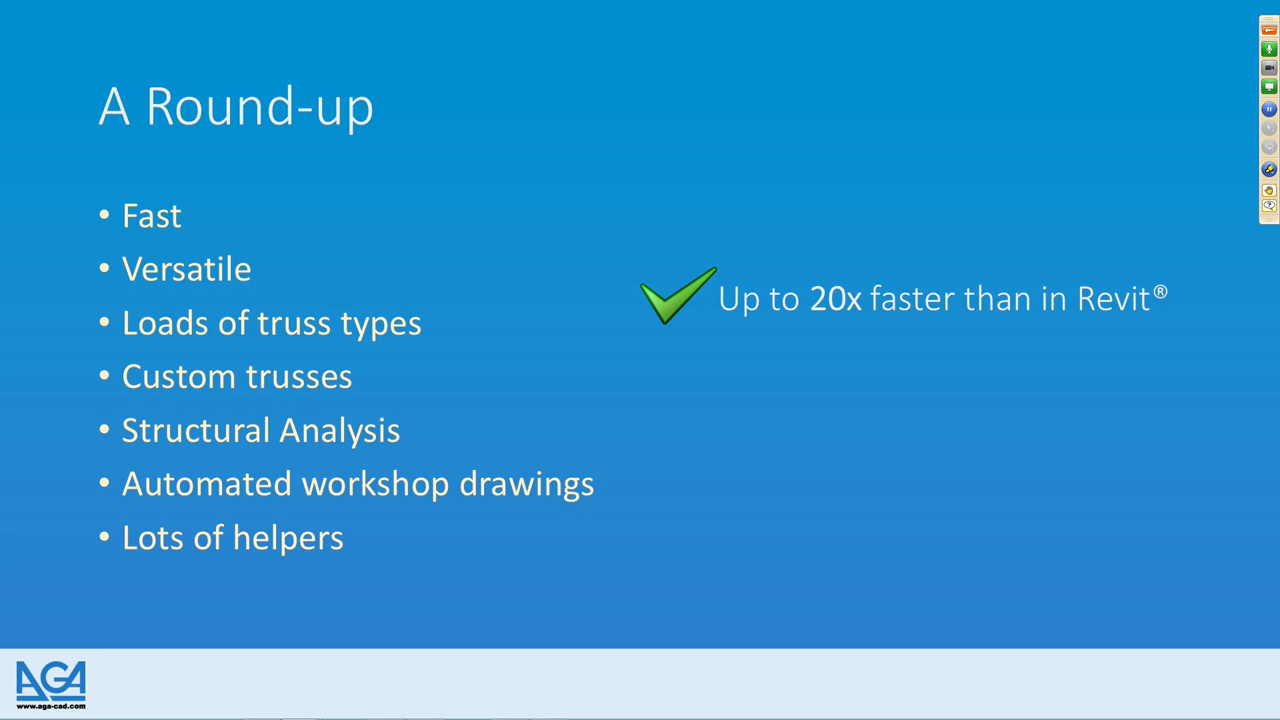 A Round-up
• Fast
• Versatile
• Loads of truss types
• Custom trusses
• Structural Analysis
• Automated workshop drawings
• Lots of helpers
Up to 20x faster than in Revit®
AGA
www.aga-cad.com